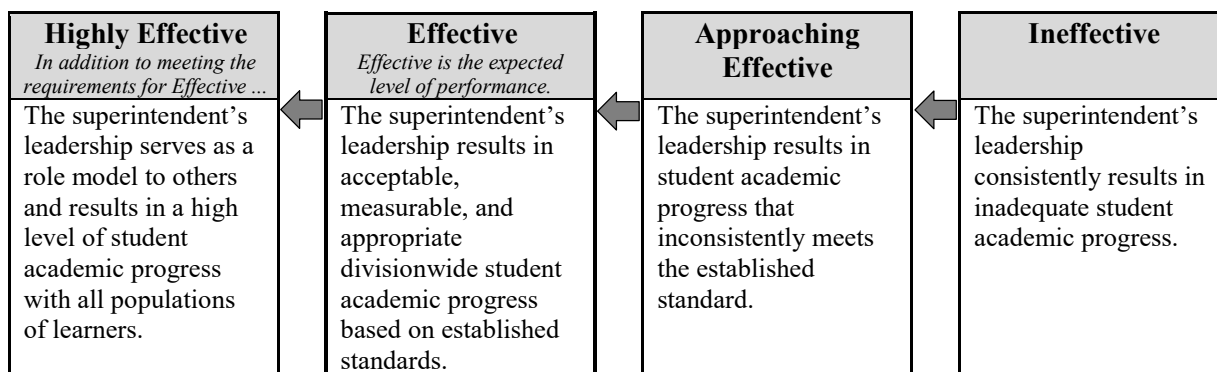 Highly Effective
In addition to meeting the
requirements for Effective ...
The superintendent’s
leadership serves as a
role model to others
and results in a high
level of student
academic progress
with all populations
of learners.
Effective
Effective is the expected
level of performance.
The superintendent’s
leadership results in
acceptable,
measurable, and
appropriate
divisionwide student
academic progress
based on established
standards.
Approaching
Effective
The superintendent’s
leadership results in
student academic
progress that
inconsistently meets
the established
standard.
Ineffective
The superintendent’s
leadership
consistently results in
inadequate student
academic progress.